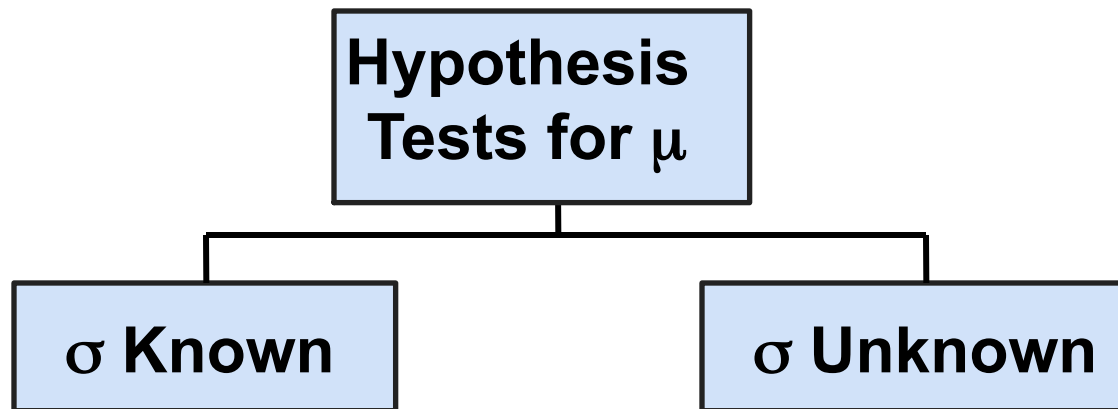 Hypothesis
Tests for μ
σ Known
σ Unknown